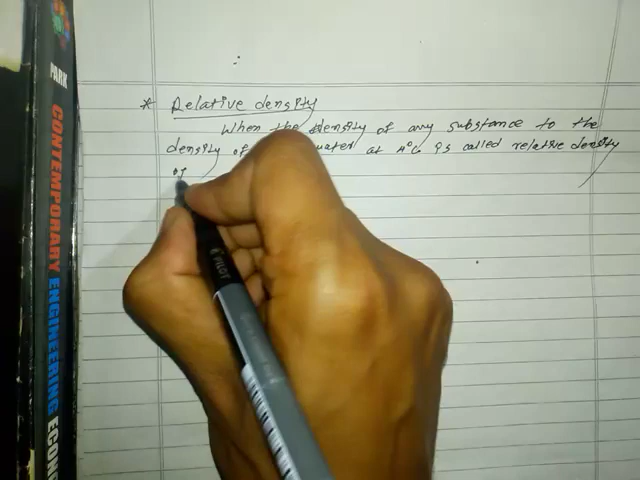 PARK CONTEMPORARY ENGINEERING ECONO
* Relative density
When the density of any substance to the
density of water at 4°C is called relative density
of
PILOT